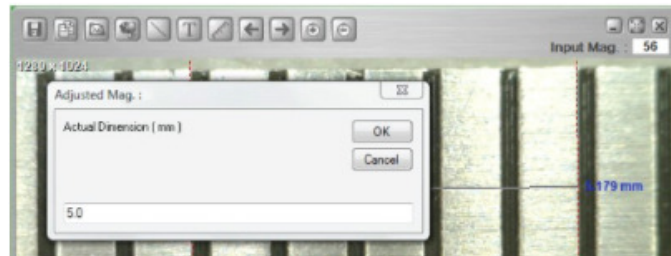 T
Input Mag. : 56
1280 x 1024
Adjusted Mag. :
Actual Dimension ( mm )
OK
Cancel
.179 mm
5.0